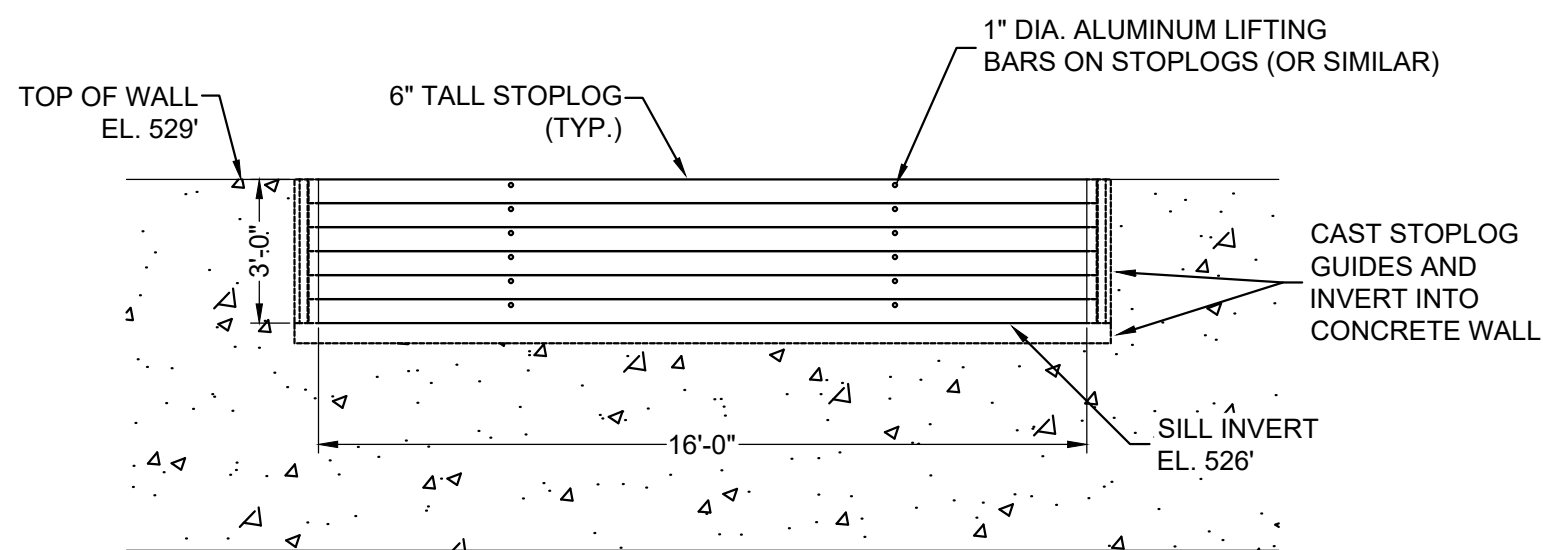 1" DIA. ALUMINUM LIFTING
BARS ON STOPLOGS (OR SIMILAR)
TOP OF WALL
EL. 529'
6" TALL STOPLOG
(TYP.)
3'-0"
CAST STOPLOG
GUIDES AND
INVERT INTO
CONCRETE WALL
16'-0"
SILL INVERT
EL. 526'